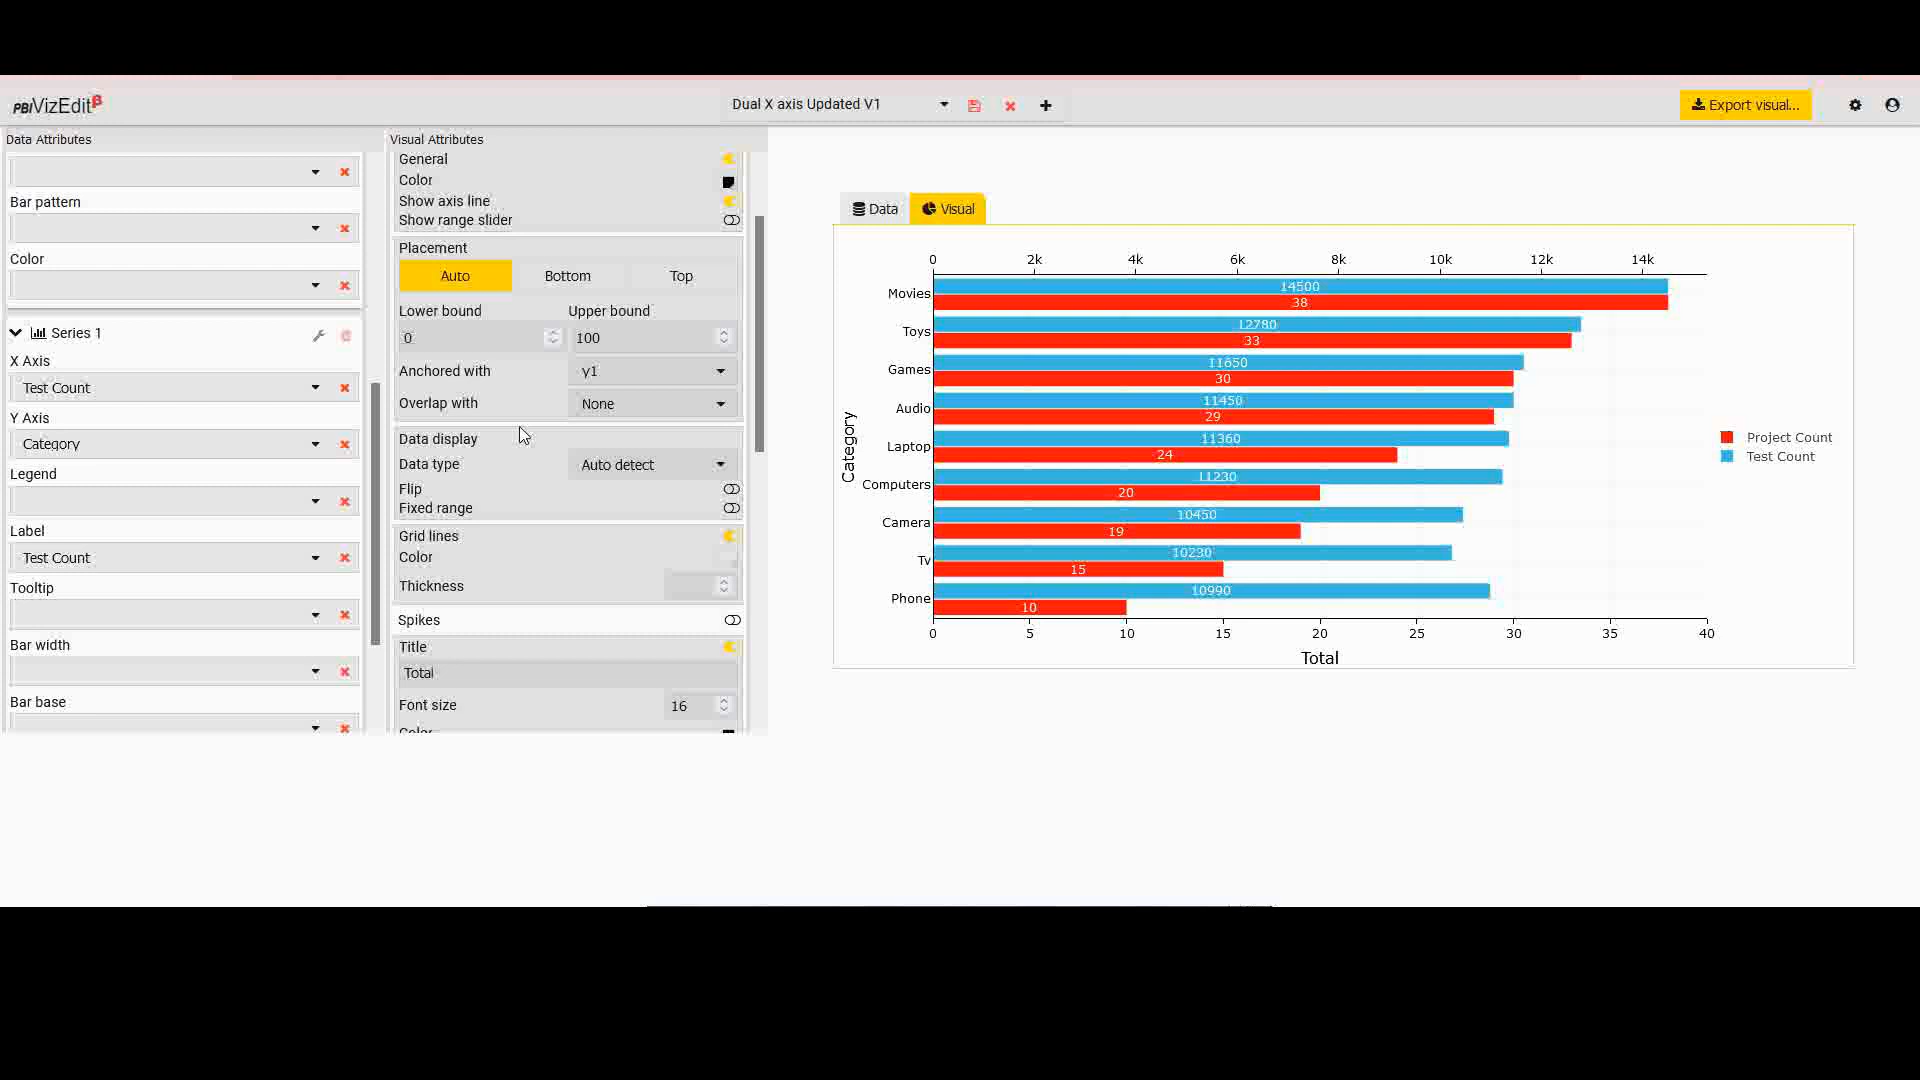 PBIVizEditβ
Dual X axis Updated V1
Export visual...
Data Attributes
Bar pattern
Color
Series 1
X Axis
Test Count
Y Axis
Category
Legend
Label
Test Count
Tooltip
Bar width
Bar base
Visual Attributes
General
Color
Show axis line
Show range slider
Placement
Auto Bottom Top
Lower bound Upper bound
0 100
Anchored with y1
Overlap with None
Data display
Data type Auto detect
Flip
Fixed range
Grid lines
Color
Thickness
Spikes
Title
Total
Font size 16
Color
Data Visual
0 2k 4k 6k 8k 10k 12k 14k
Movies 14500
38
Toys 12780
33
Games 11650
30
Audio 11450
29
Laptop 11360
24
Computers 11230
20
Camera 10450
19
Tv 10230
15
Phone 10990
10
0 5 10 15 20 25 30 35 40
Total
Category
Project Count
Test Count